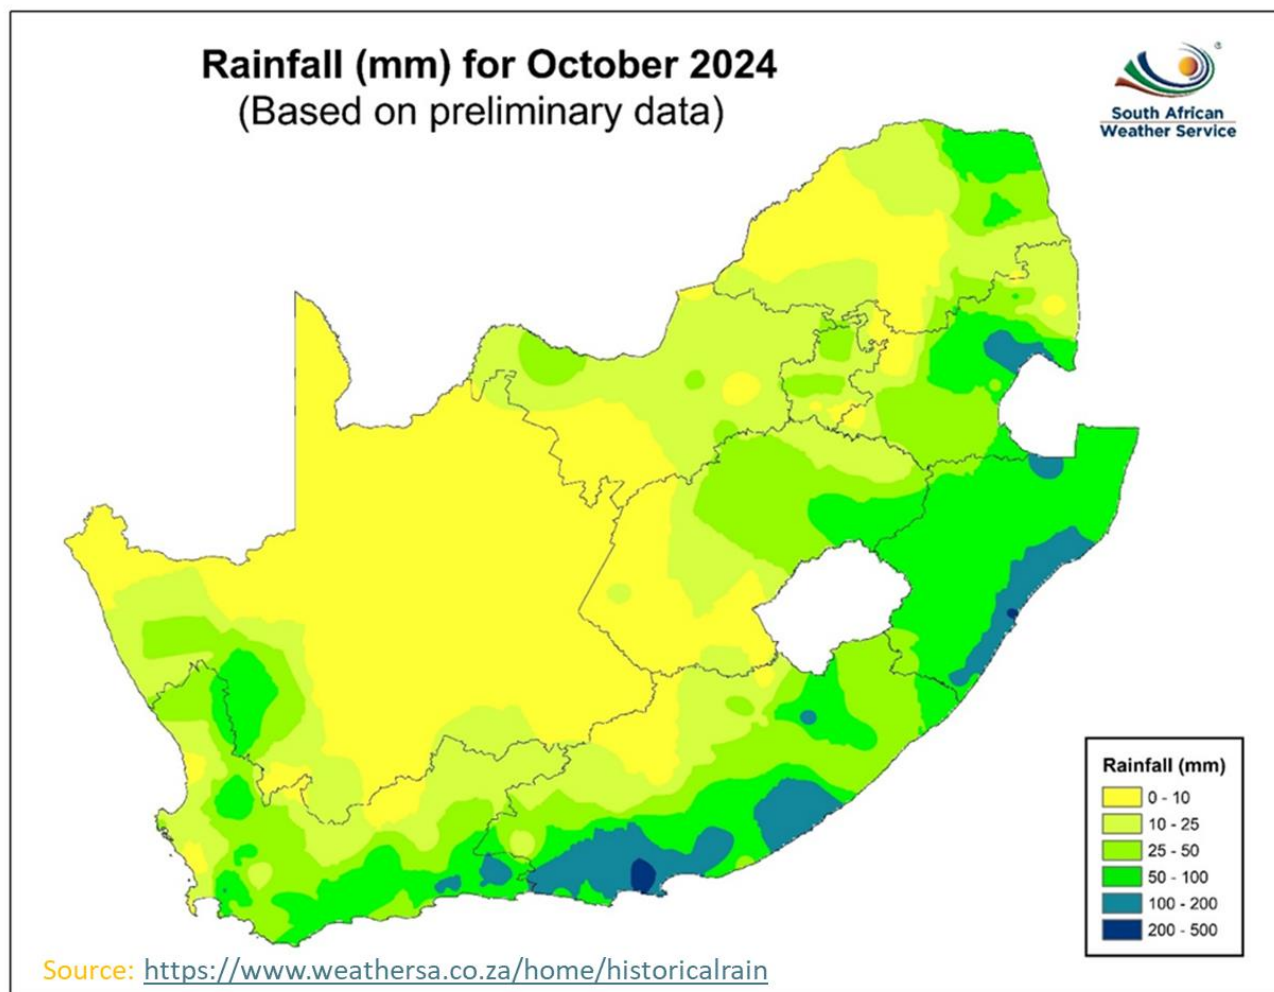 Rainfall (mm) for October 2024
(Based on preliminary data)
®
South African
Weather Service
Rainfall (mm)
0 - 10
10 - 25
25 - 50
50 - 100
100 - 200
200 - 500
Source: https://www.weathersa.co.za/home/historicalrain